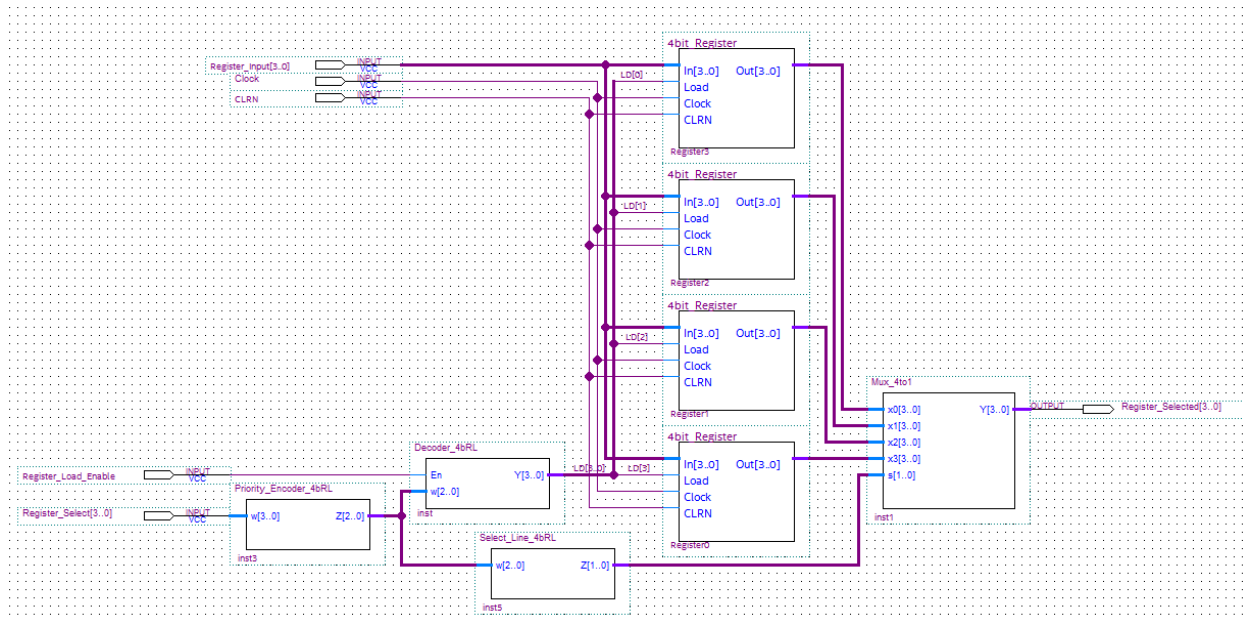 Register_Input[3..0]
INPUT
VCC
Clock
INPUT
VCC
CLRN
INPUT
VCC
4bit_Register
LD[0]
In[3..0] Out[3..0]
Load
Clock
CLRN
Register3
4bit_Register
LD[1]
In[3..0] Out[3..0]
Load
Clock
CLRN
Register2
4bit_Register
LD[2]
In[3..0] Out[3..0]
Load
Clock
CLRN
Register1
4bit_Register
LD[3]
In[3..0] Out[3..0]
Load
Clock
CLRN
Register0
Mux_4to1
x0[3..0] Y[3..0]
x1[3..0]
x2[3..0]
x3[3..0]
s[1..0]
inst1
OUTPUT
Register_Selected[3..0]
Register_Load_Enable
INPUT
VCC
Register_Select[3..0]
INPUT
VCC
Priority_Encoder_4bRL
w[3..0] Z[2..0]
inst3
Decoder_4bRL
En Y[3..0]
w[2..0]
inst
LD[3..0]
Select_Line_4bRL
w[2..0] Z[1..0]
inst5